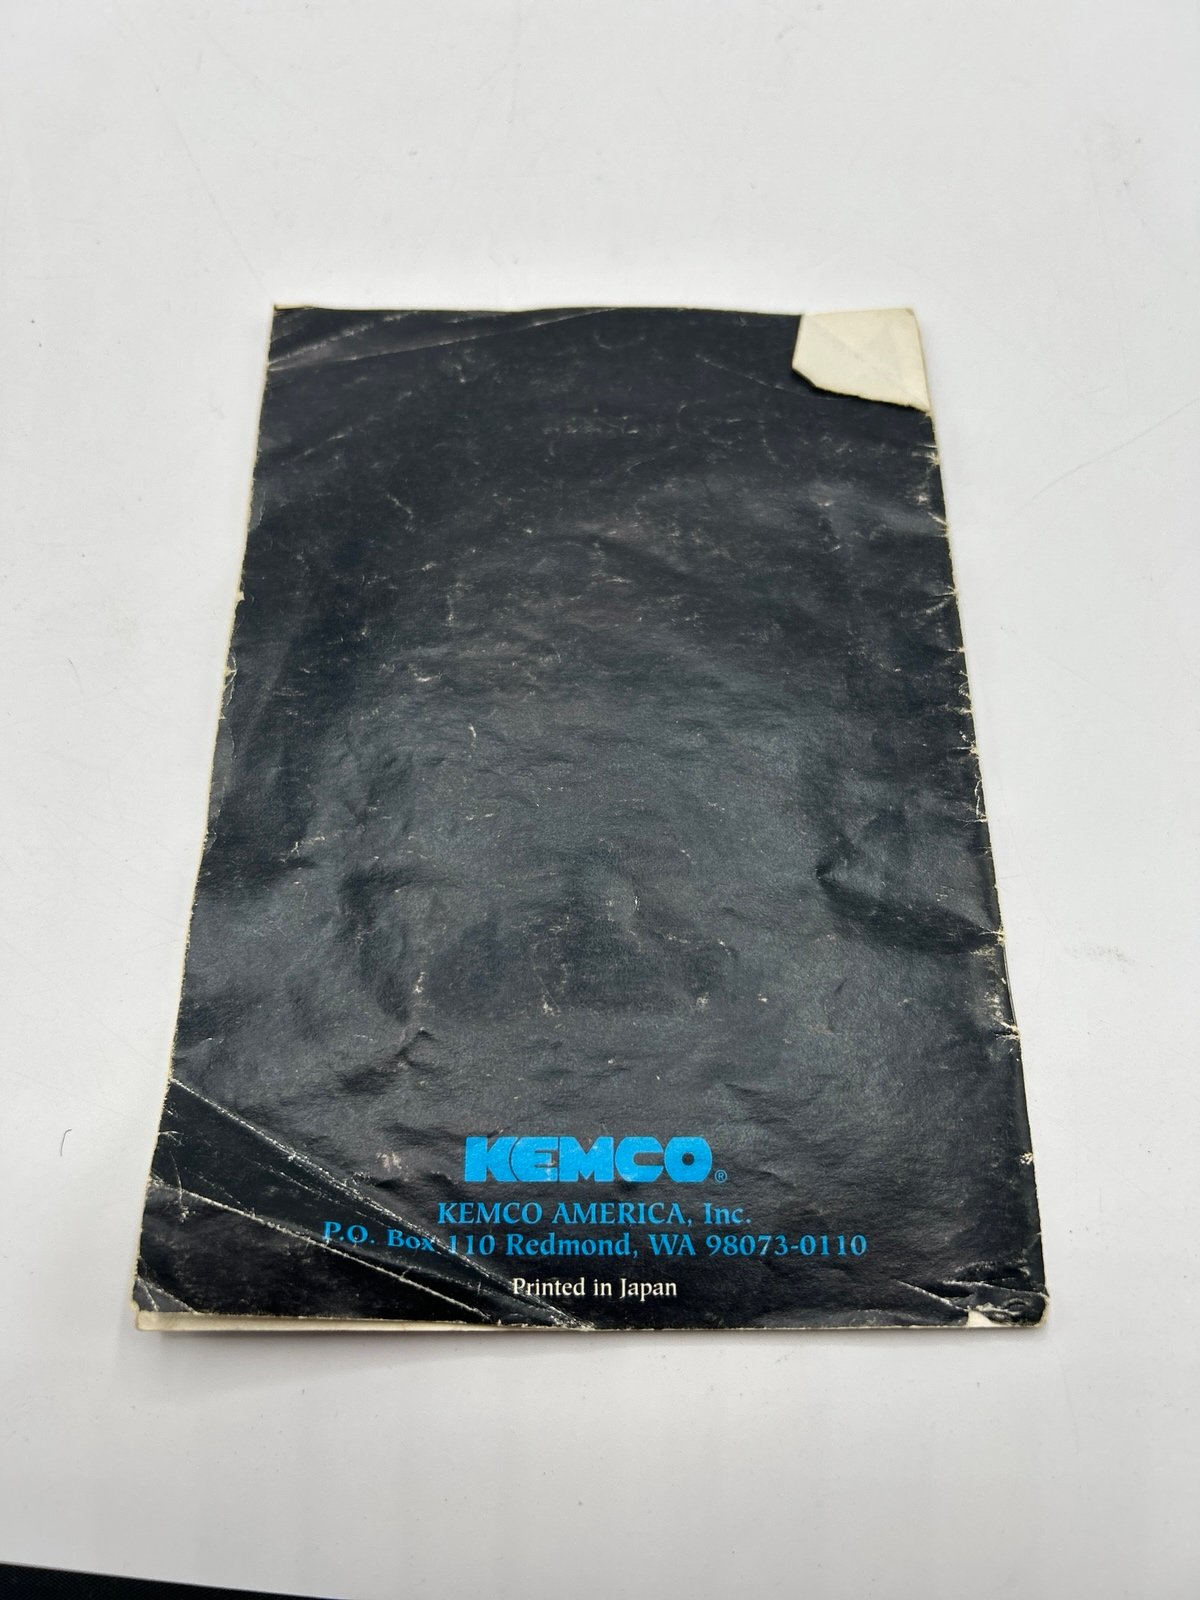 KEMCO®
KEMCO AMERICA, Inc.
P.O. Box 110 Redmond, WA 98073-0110
Printed in Japan